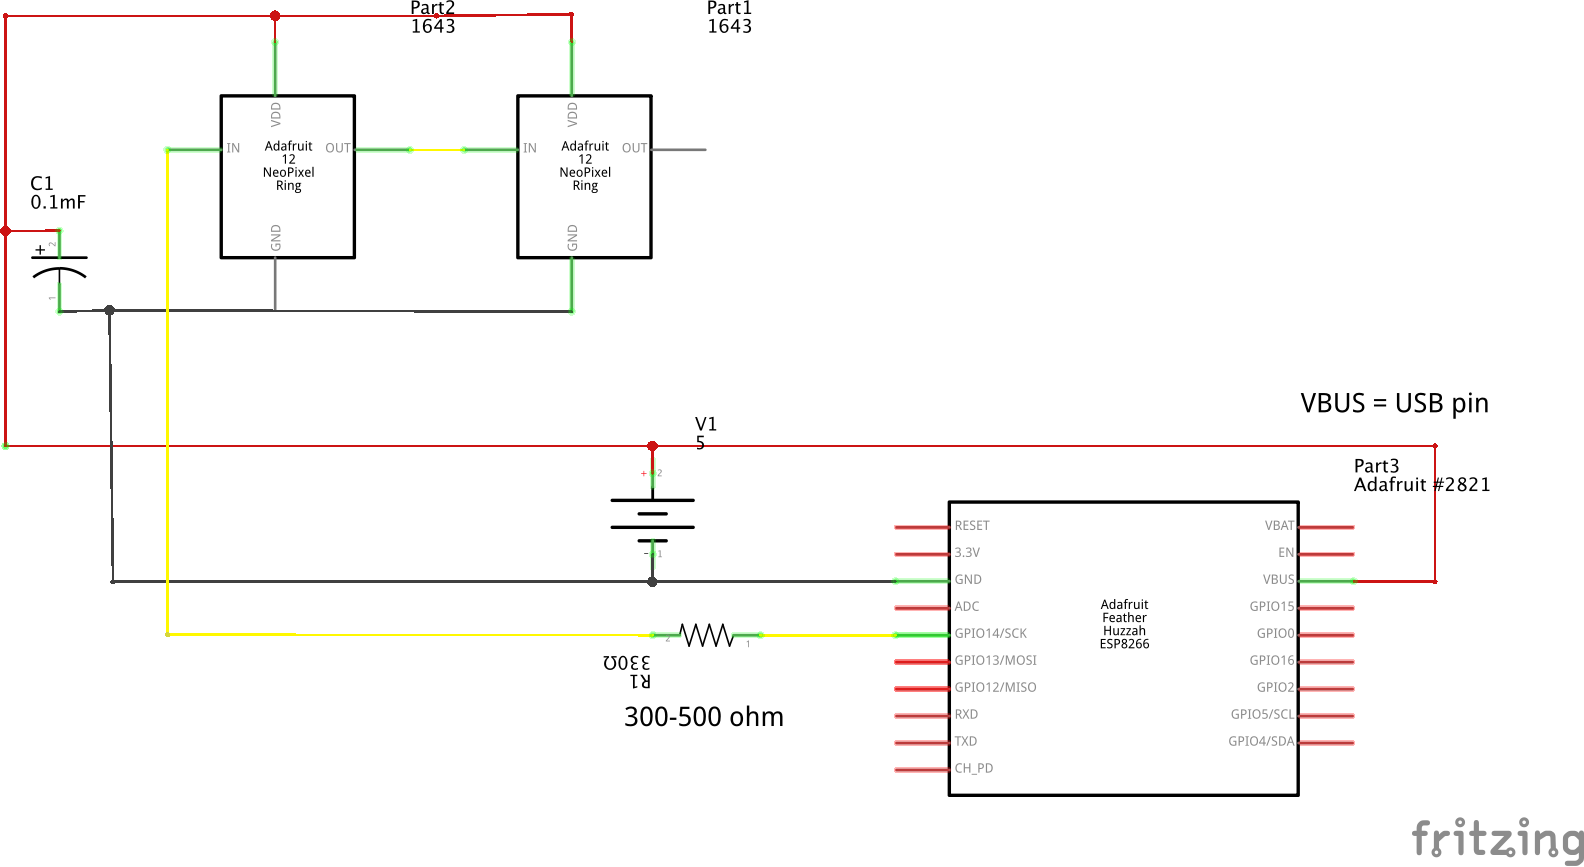 Part2
1643
Part1
1643
VDD
IN
Adafruit
12
NeoPixel
Ring
OUT
GND
VDD
IN
Adafruit
12
NeoPixel
Ring
OUT
GND
C1
0.1mF
+
2
1
VBUS = USB pin
V1
5
+
2
-
1
Part3
Adafruit #2821
RESET
3.3V
GND
ADC
GPIO14/SCK
GPIO13/MOSI
GPIO12/MISO
RXD
TXD
CH_PD
Adafruit
Feather
Huzzah
ESP8266
VBAT
EN
VBUS
GPIO15
GPIO0
GPIO16
GPIO2
GPIO5/SCL
GPIO4/SDA
2
1
R1
330Ω
300-500 ohm
fritzing